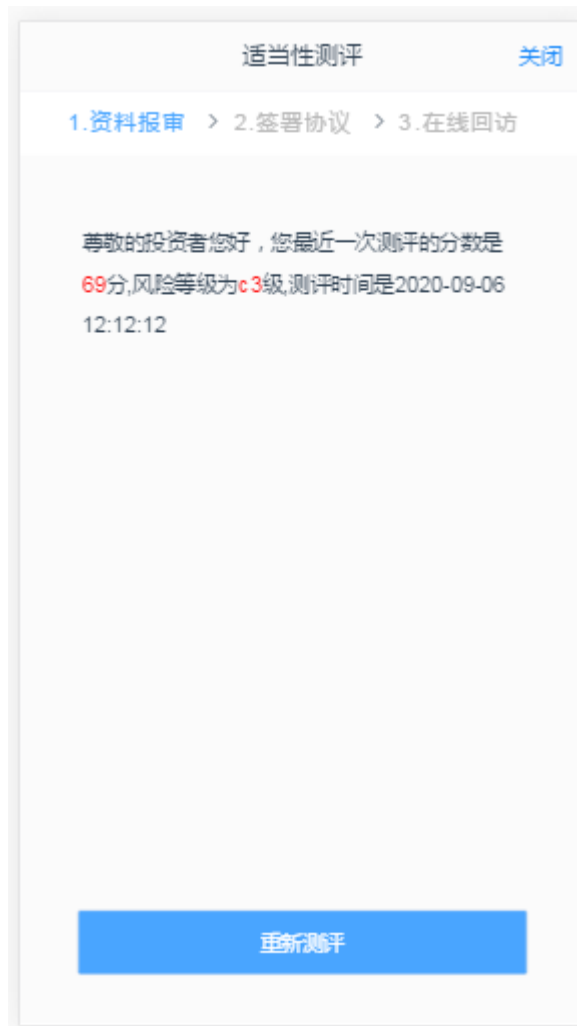 适当性测评 关闭
1.资料报审 > 2.签署协议 > 3.在线回访
尊敬的投资者您好，您最近一次测评的分数是
69分,风险等级为c3级,测评时间是2020-09-06
12:12:12
重新测评